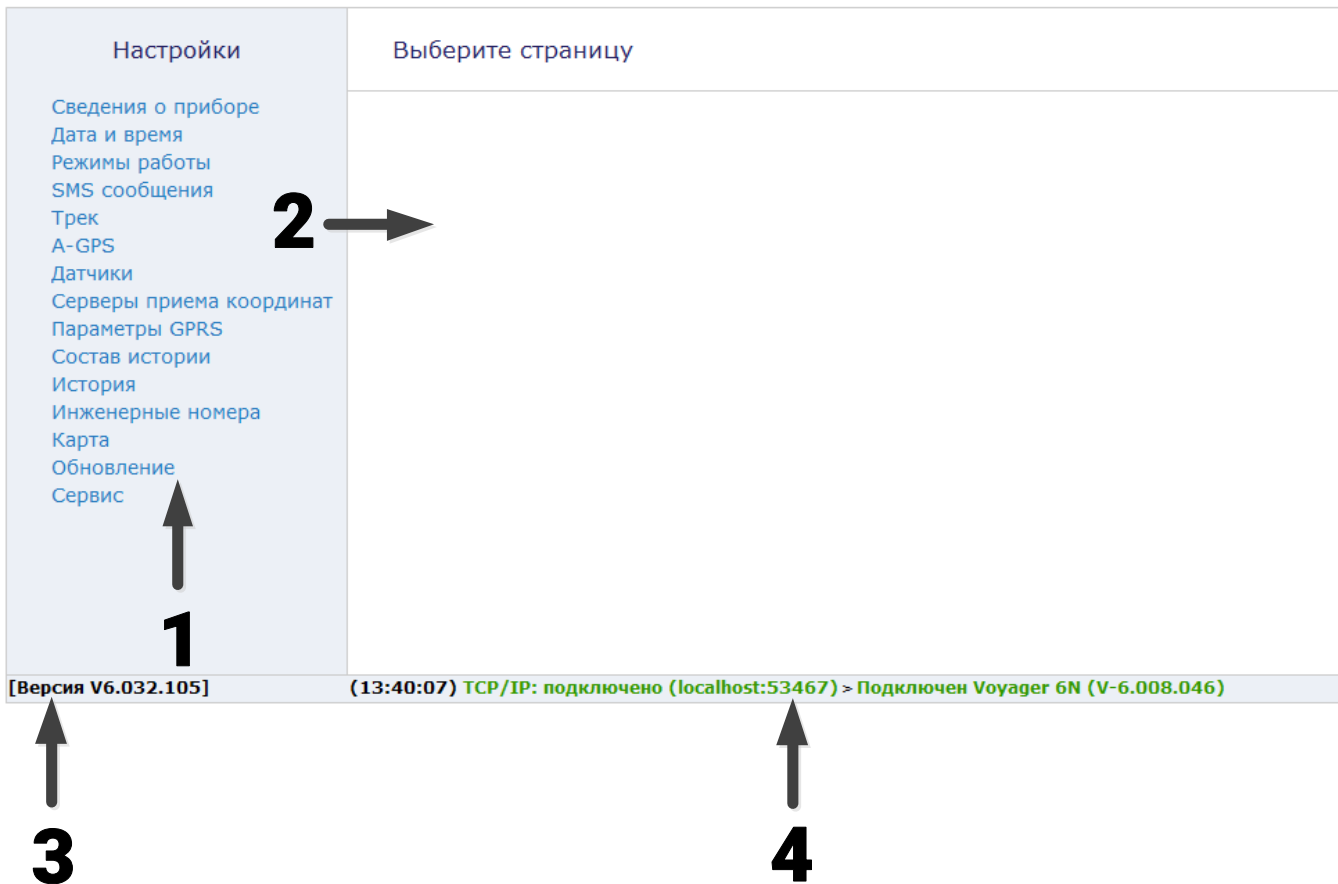 Настройки
Выберите страницу
Сведения о приборе
Дата и время
Режимы работы
SMS сообщения
Трек
A-GPS
Датчики
Серверы приема координат
Параметры GPRS
Состав истории
История
Инженерные номера
Карта
Обновление
Сервис
2
1
[Версия V6.032.105]
(13:40:07) TCP/IP: подключено (localhost:53467) > Подключен Voyager 6N (V-6.008.046)
3
4